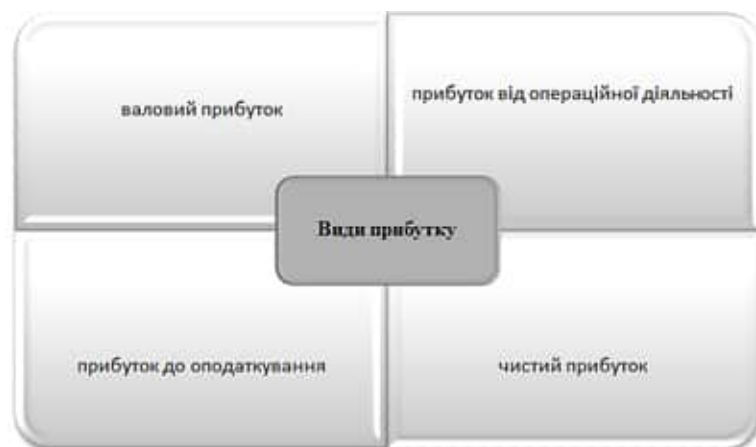 валовий прибуток
прибуток від операційної діяльності
Види прибутку
прибуток до оподаткування
чистий прибуток